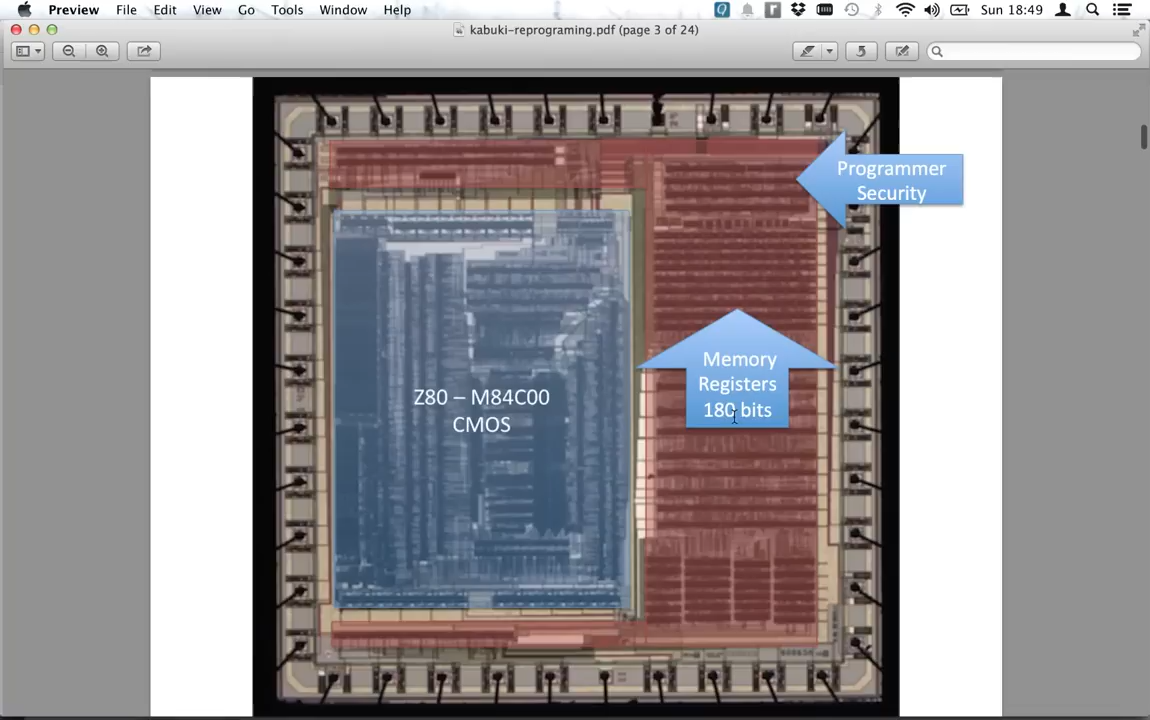 Preview File Edit View Go Tools Window Help Sun 18:49
kabuki-reprograming.pdf (page 3 of 24)
Programmer
Security
Memory
Registers
180 bits
Z80 – M84C00
CMOS